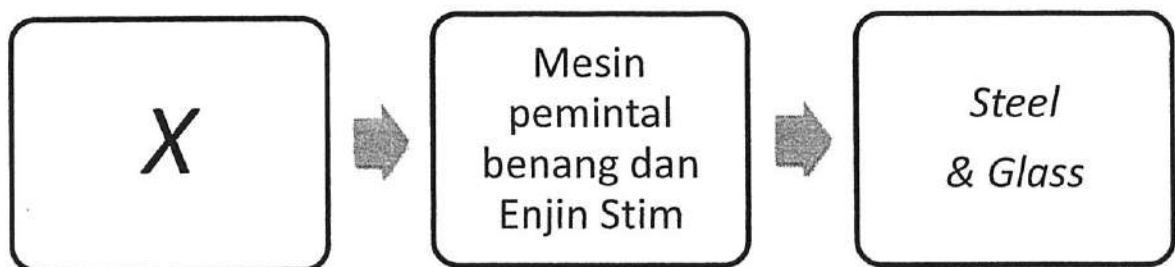 X
Mesin
pemintal
benang dan
Enjin Stim
Steel
& Glass